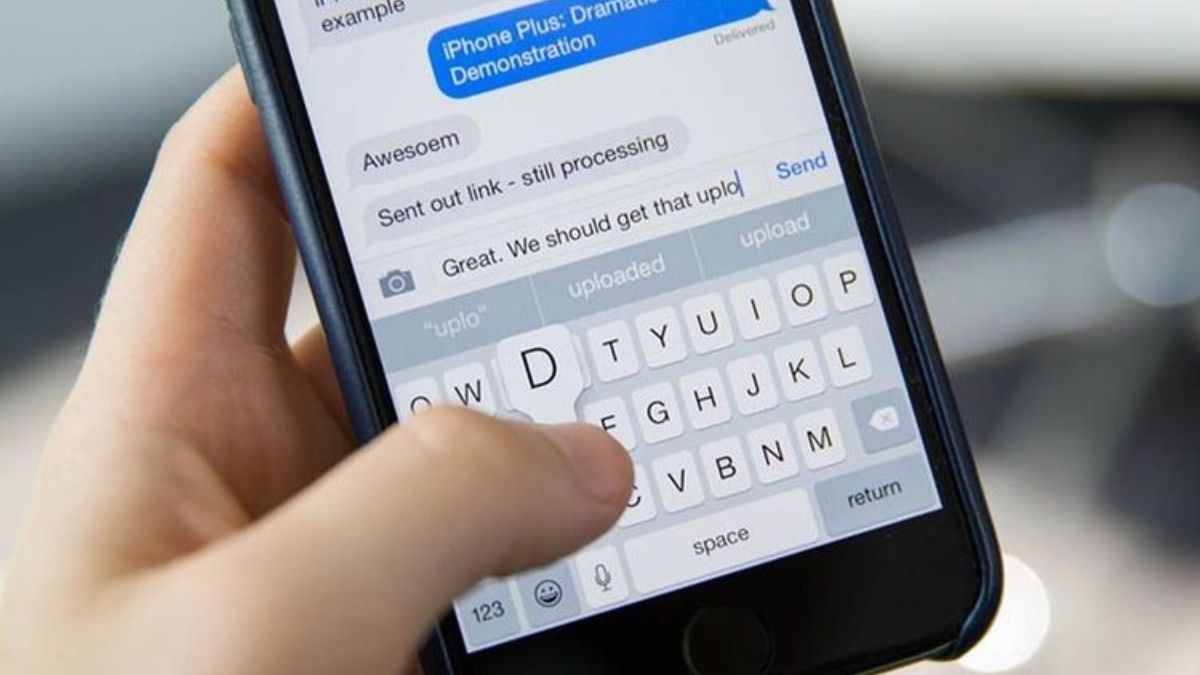 example
iPhone Plus: Dramatic
Demonstration
Delivered
Awesoem
Sent out link - still processing
Great. We should get that uplo
Send
"uplo" uploaded upload
W D T Y U I O P
F G H J K L
C V B N M
123 space return